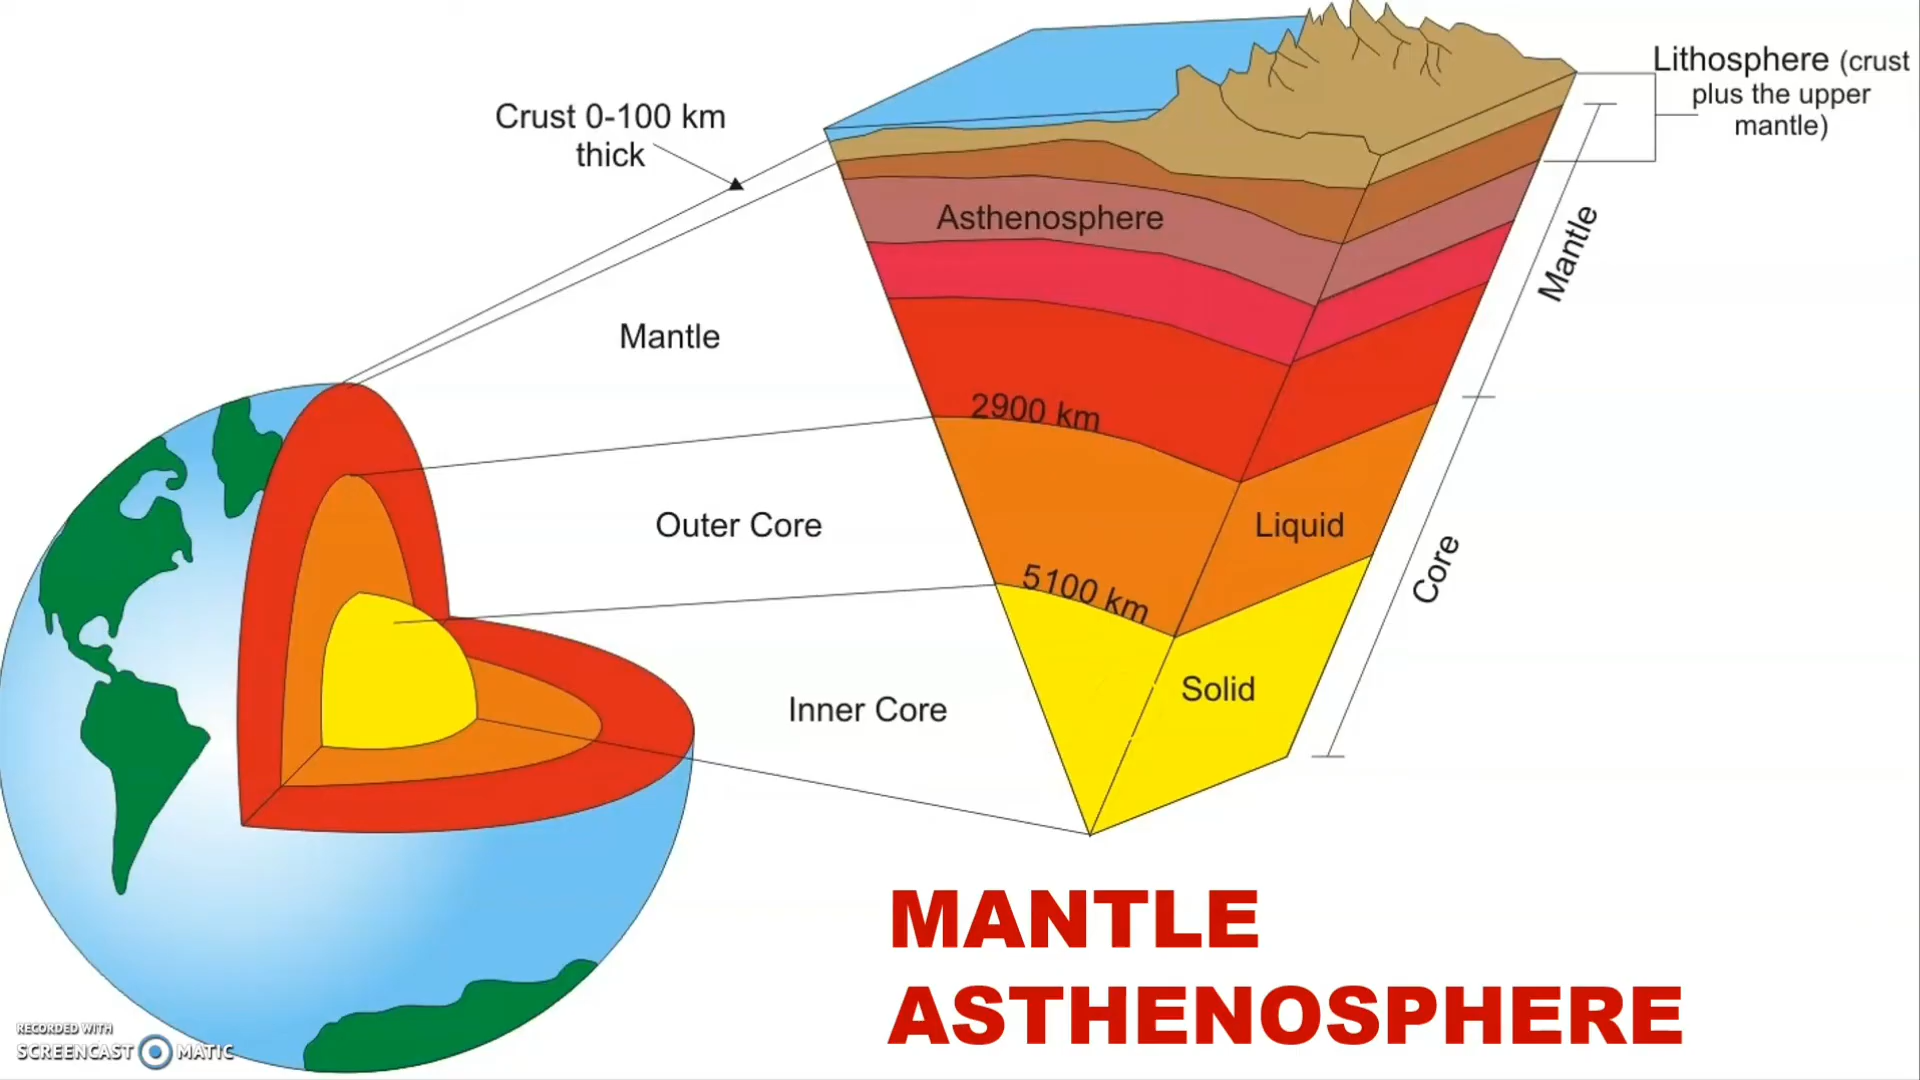 Crust 0-100 km
thick
Lithosphere (crust
plus the upper
mantle)
Asthenosphere
Mantle
Mantle
2900 km
Outer Core
Liquid
5100 km
Core
Inner Core
Solid
MANTLE
ASTHENOSPHERE
RECORDED WITH
SCREENCAST MATIC